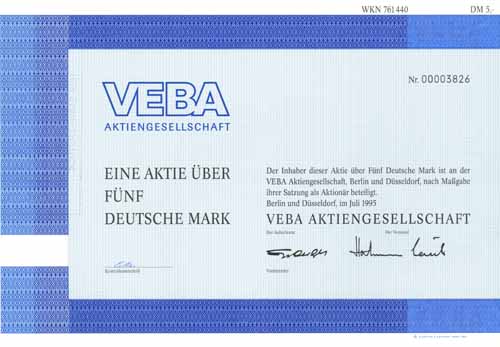 WKN 761 440 DM 5,-
Nr. 00003826
VEBA
AKTIENGESELLSCHAFT
EINE AKTIE ÜBER
FÜNF
DEUTSCHE MARK
Der Inhaber dieser Aktie über Fünf Deutsche Mark ist an der
VEBA Aktiengesellschaft, Berlin und Düsseldorf, nach Maßgabe
ihrer Satzung als Aktionär beteiligt.
Berlin und Düsseldorf, im Juli 1995
VEBA AKTIENGESELLSCHAFT
Der Aufsichtsrat Der Vorstand
Vorsitzender
Kontrollunterschrift